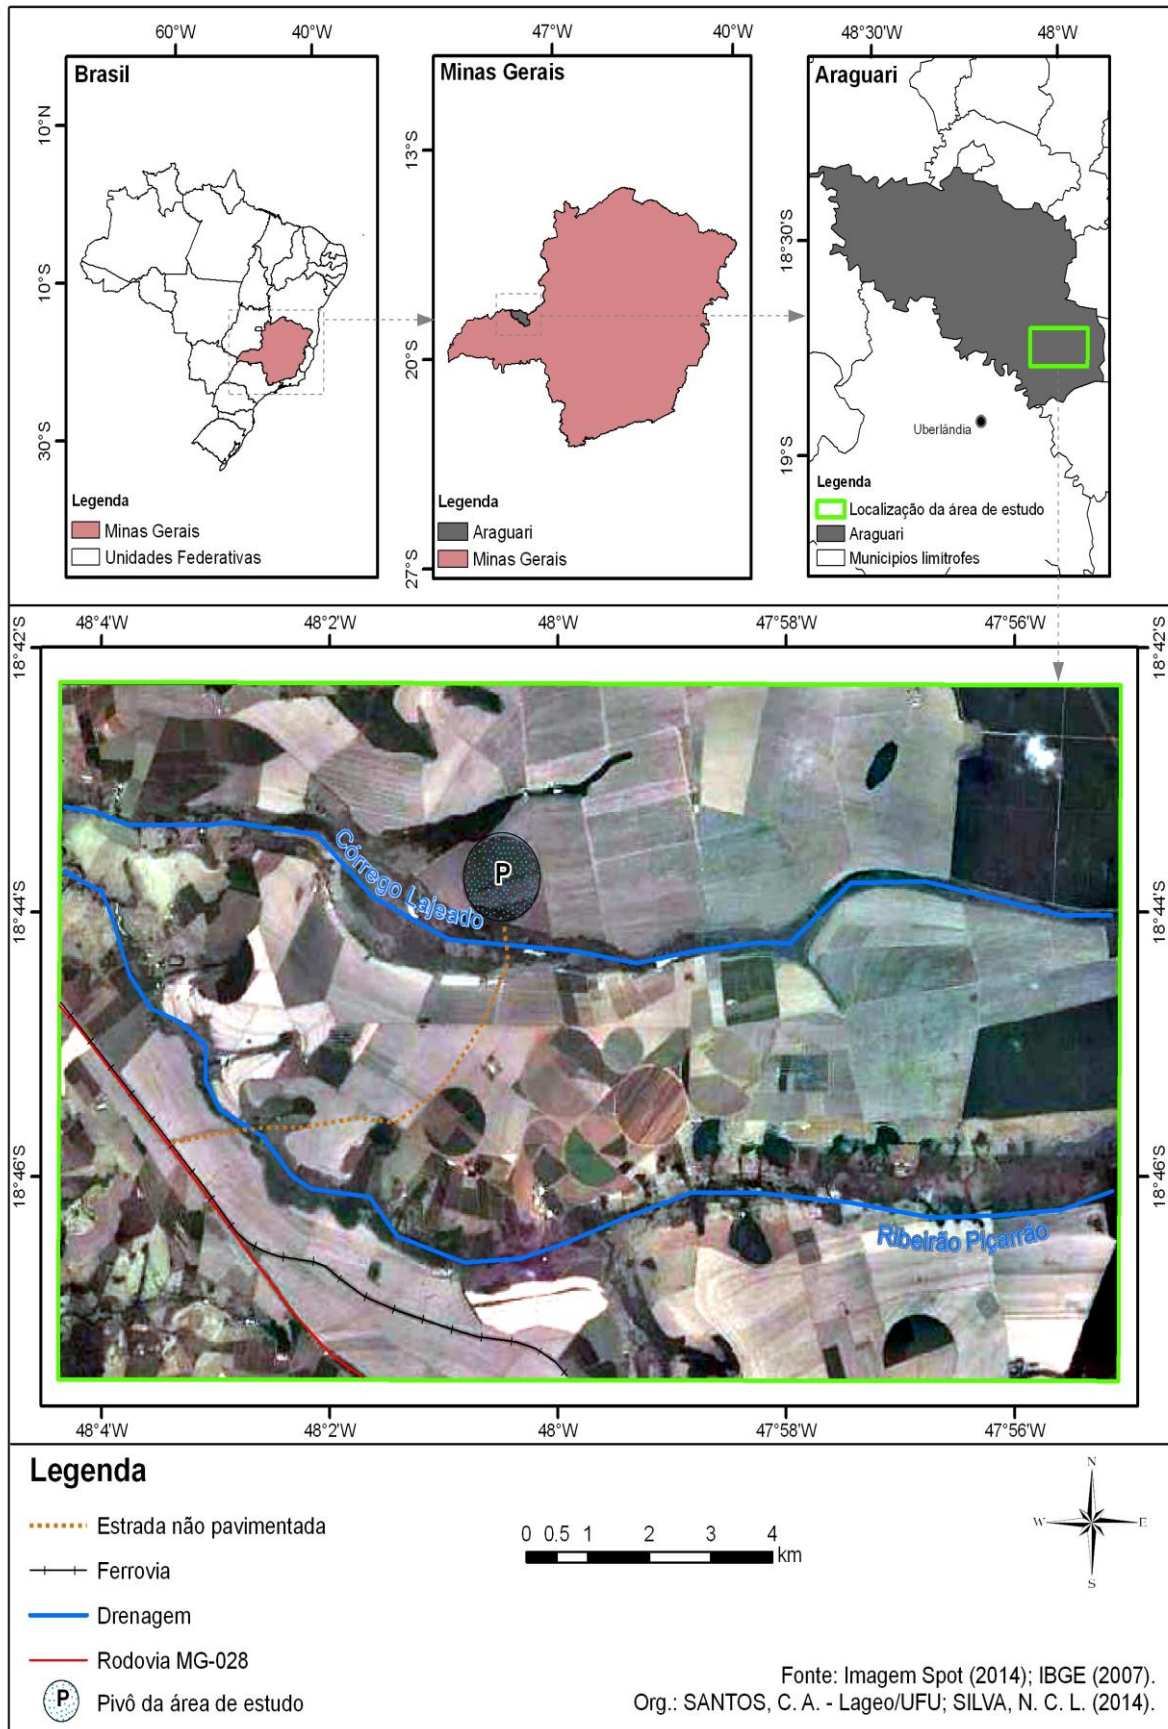 60°W 40°W
Brasil
10°N
10°S
30°S
Legenda
Minas Gerais
Unidades Federativas
47°W 40°W
Minas Gerais
13°S
20°S
27°S
Legenda
Araguari
Minas Gerais
48°30'W 48°W
Araguari
18°30'S
19°S
Uberlândia
Legenda
Localização da área de estudo
Araguari
Municípios limítrofes
48°4'W 48°2'W 48°W 47°58'W 47°56'W
18°42'S 18°42'S
P
Córrego Lajeado
18°44'S 18°44'S
18°46'S 18°46'S
Ribeirão Piçarrão
48°4'W 48°2'W 48°W 47°58'W 47°56'W
Legenda
Estrada não pavimentada
Ferrovia
Drenagem
Rodovia MG-028
P Pivô da área de estudo
0 0.5 1 2 3 4
km
N
W E
S
Fonte: Imagem Spot (2014); IBGE (2007).
Org.: SANTOS, C. A. - Lageo/UFU; SILVA, N. C. L. (2014).